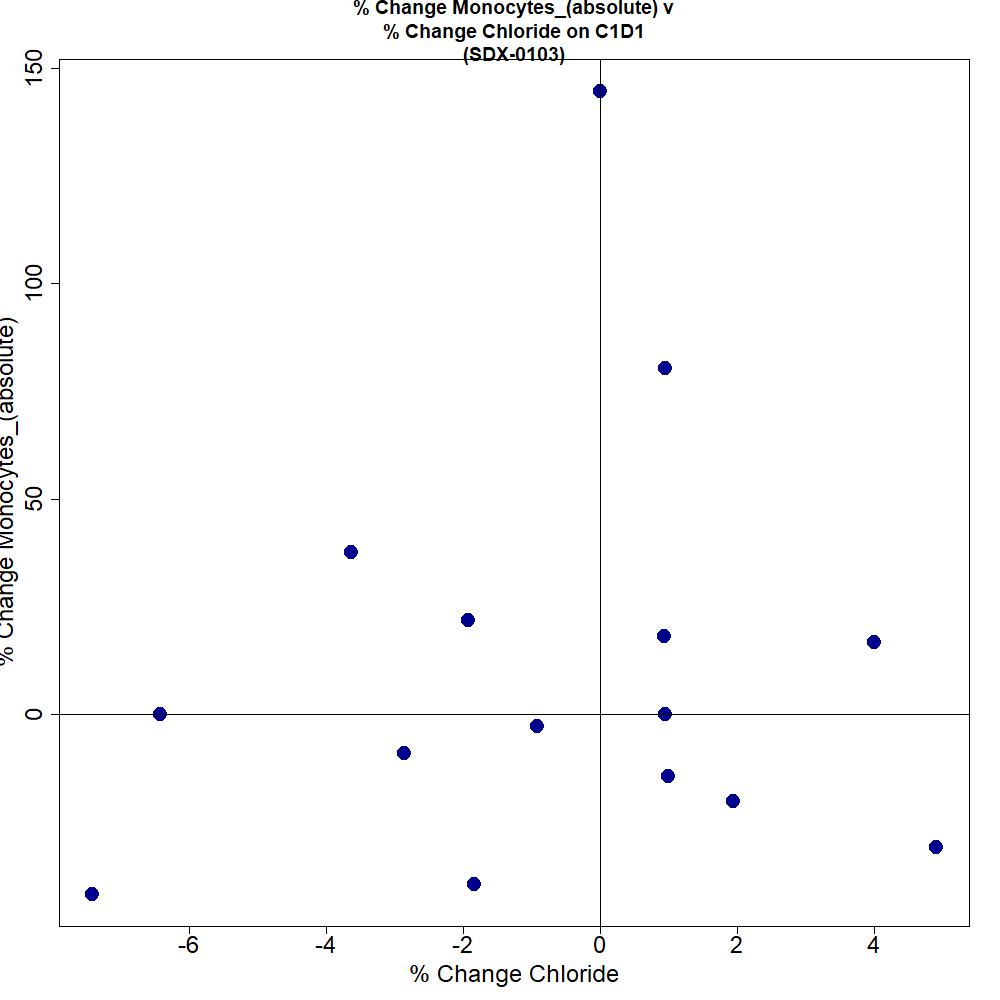 % Change Monocytes_(absolute) v
% Change Chloride on C1D1
(SDX-0103)
% Change Monocytes_(absolute)
150
100
50
0
-6
-4
-2
0
2
4
% Change Chloride